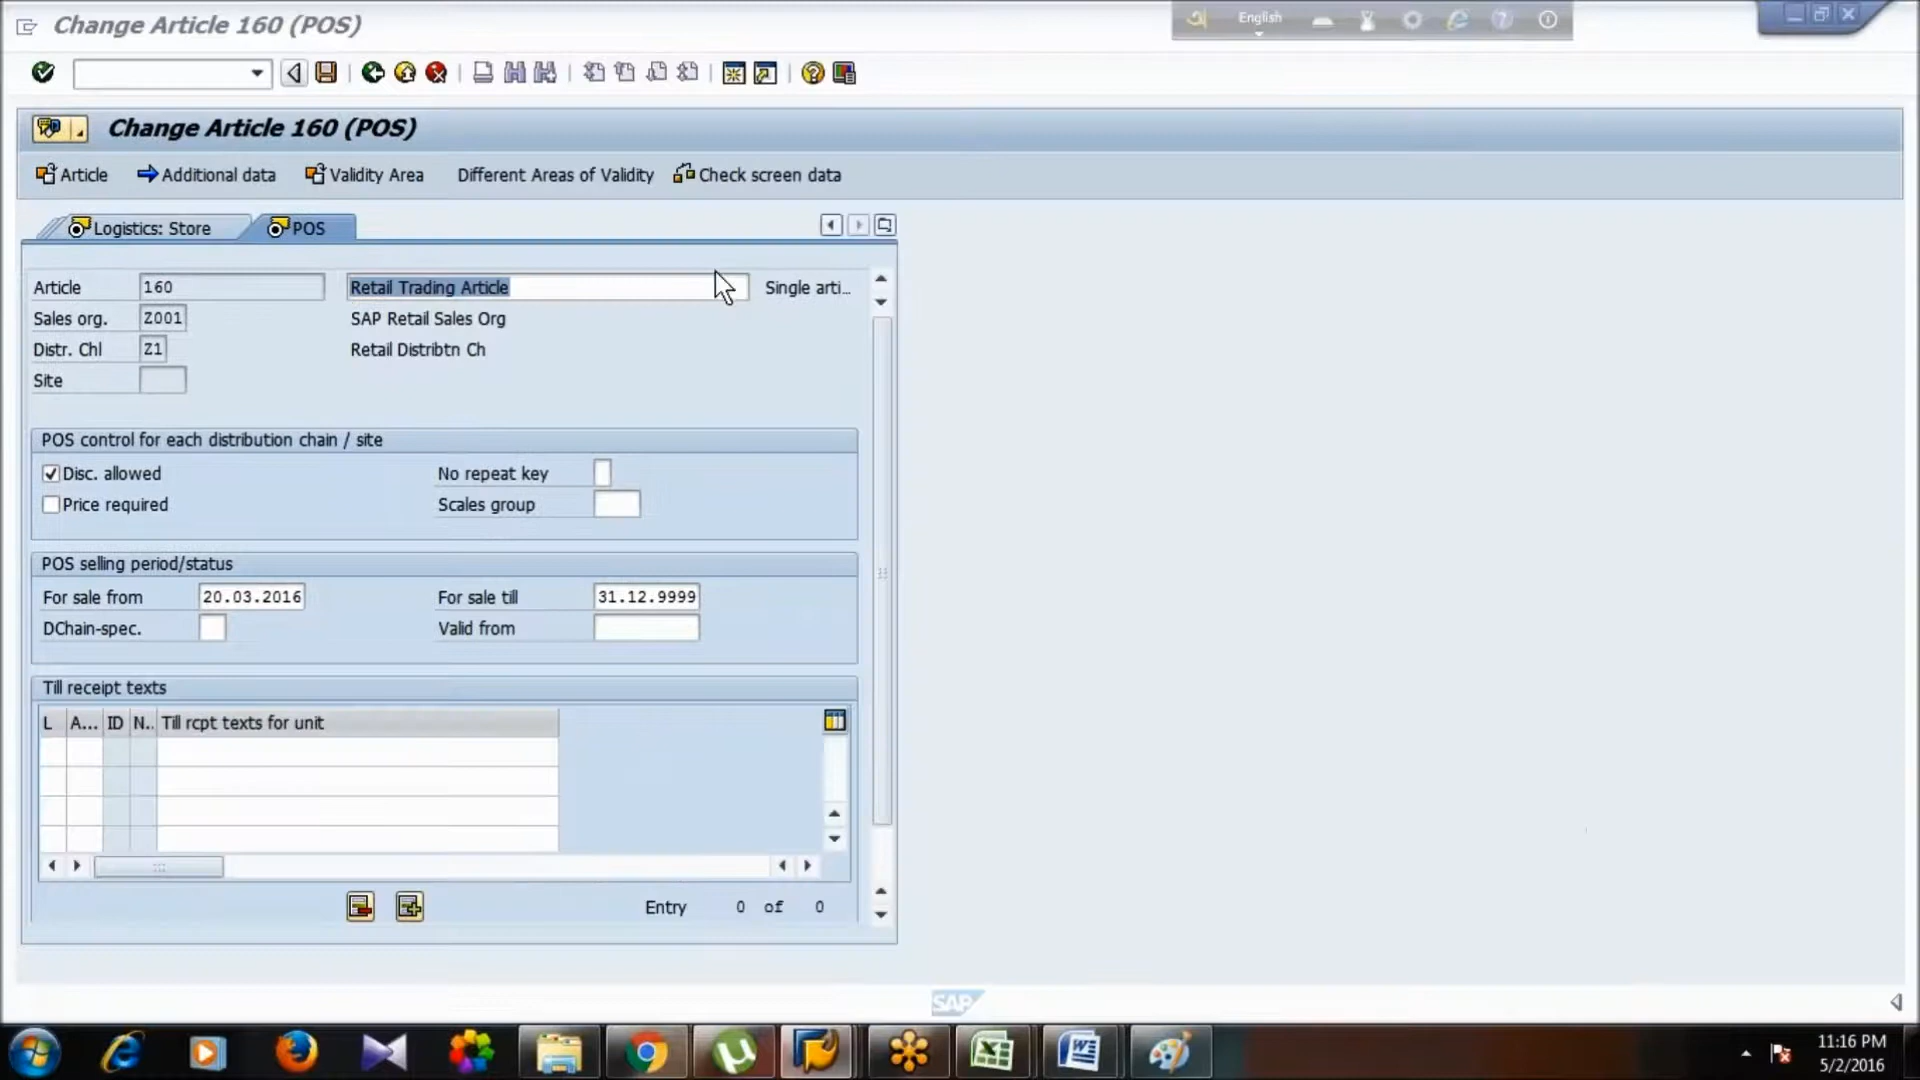 Change Article 160 (POS)
English
Change Article 160 (POS)
Article Additional data Validity Area Different Areas of Validity Check screen data
Logistics: Store POS
Article 160 Retail Trading Article Single arti...
Sales org. Z001 SAP Retail Sales Org
Distr. Chl Z1 Retail Distribtn Ch
Site
POS control for each distribution chain / site
Disc. allowed No repeat key
Price required Scales group
POS selling period/status
For sale from 20.03.2016 For sale till 31.12.9999
DChain-spec. Valid from
Till receipt texts
L A... ID N.. Till rcpt texts for unit
Entry 0 of 0
SAP
11:16 PM
5/2/2016